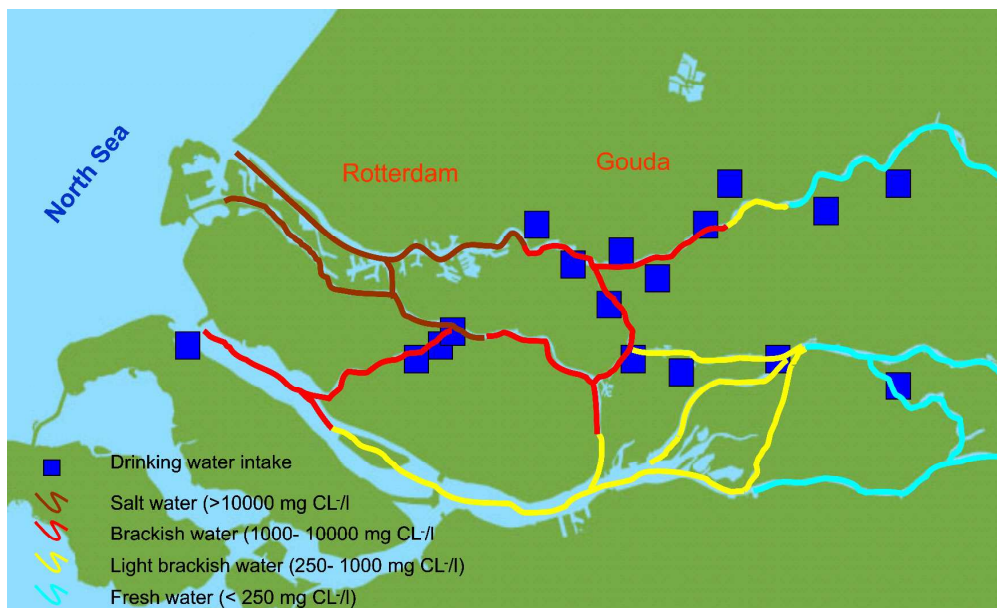 North Sea
Rotterdam
Gouda
Drinking water intake
Salt water (>10000 mg CL-/l
Brackish water (1000- 10000 mg CL-/l
Light brackish water (250- 1000 mg CL-/l)
Fresh water (< 250 mg CL-/l)